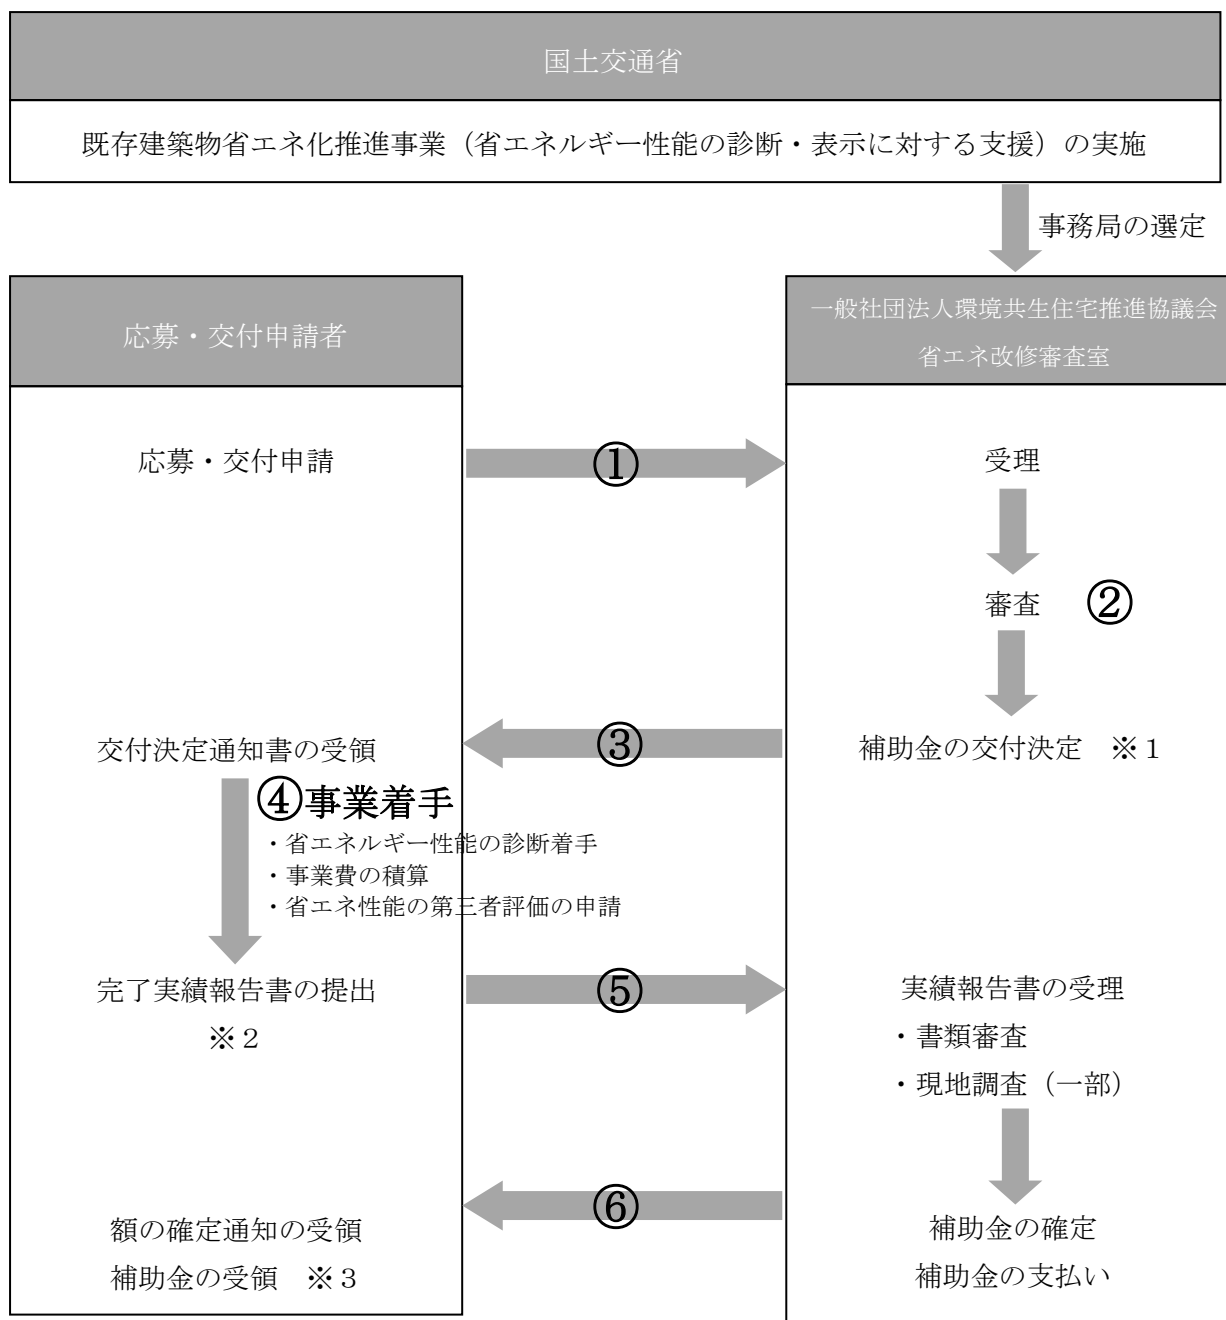 国土交通省
既存建築物省エネ化推進事業（省エネルギー性能の診断・表示に対する支援）の実施
事務局の選定
応募・交付申請者
一般社団法人環境共生住宅推進協議会
省エネ改修審査室
応募・交付申請
①
受理
審査
②
交付決定通知書の受領
③
補助金の交付決定　※１
④事業着手
・省エネルギー性能の診断着手
・事業費の積算
・省エネ性能の第三者評価の申請
完了実績報告書の提出
※２
⑤
実績報告書の受理
・書類審査
・現地調査（一部）
⑥
額の確定通知の受領
補助金の受領　※３
補助金の確定
補助金の支払い